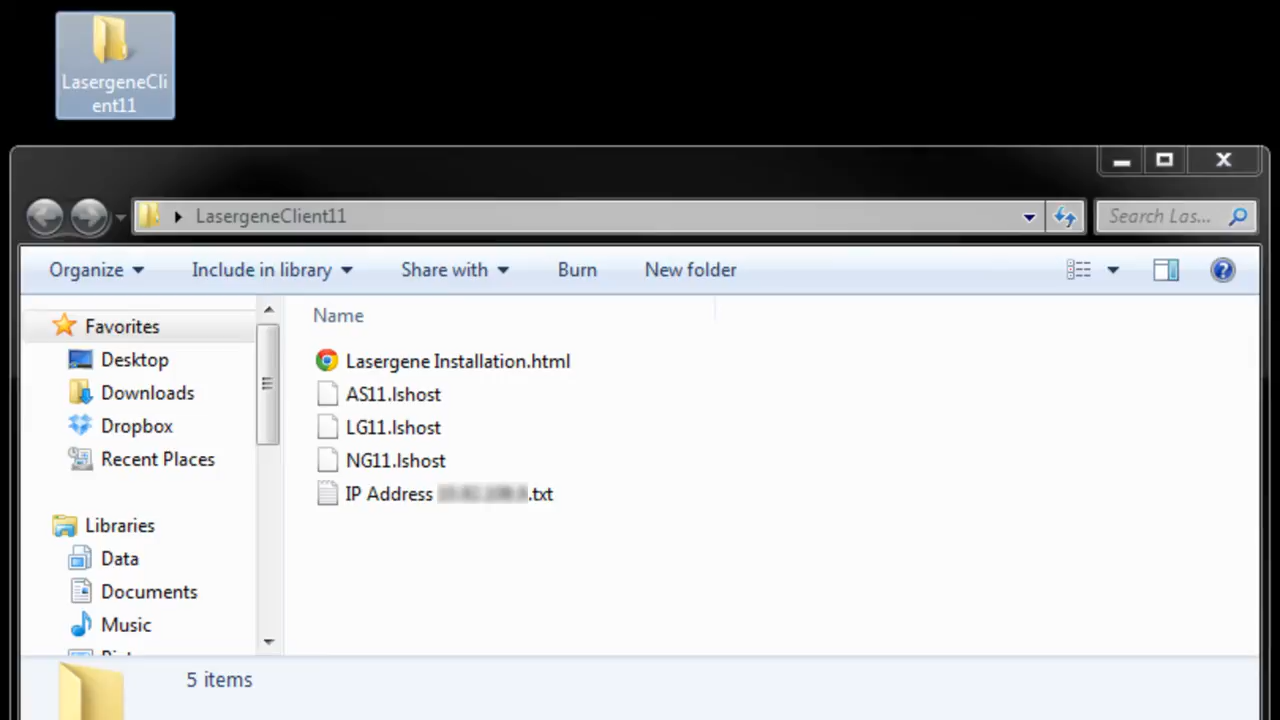 LasergeneCli
ent11
LasergeneClient11
Search Las...
Organize
Include in library
Share with
Burn
New folder
Favorites
Desktop
Downloads
Dropbox
Recent Places
Libraries
Data
Documents
Music
Name
Lasergene Installation.html
AS11.lshost
LG11.lshost
NG11.lshost
IP Address .txt
5 items